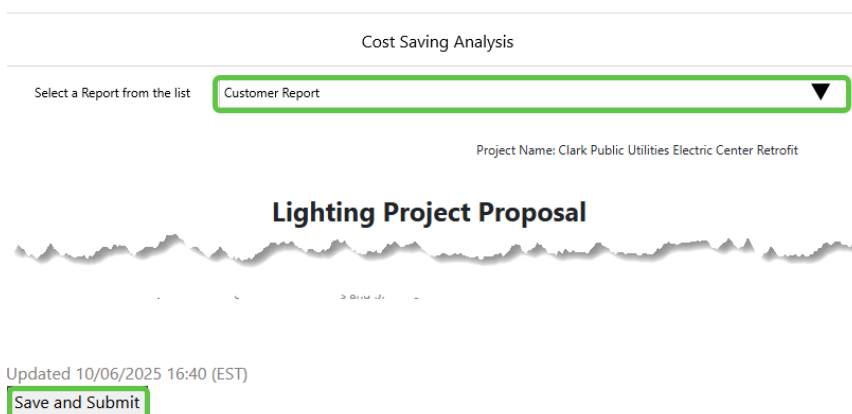 Cost Saving Analysis
Select a Report from the list Customer Report
Project Name: Clark Public Utilities Electric Center Retrofit
Lighting Project Proposal
Updated 10/06/2025 16:40 (EST)
Save and Submit